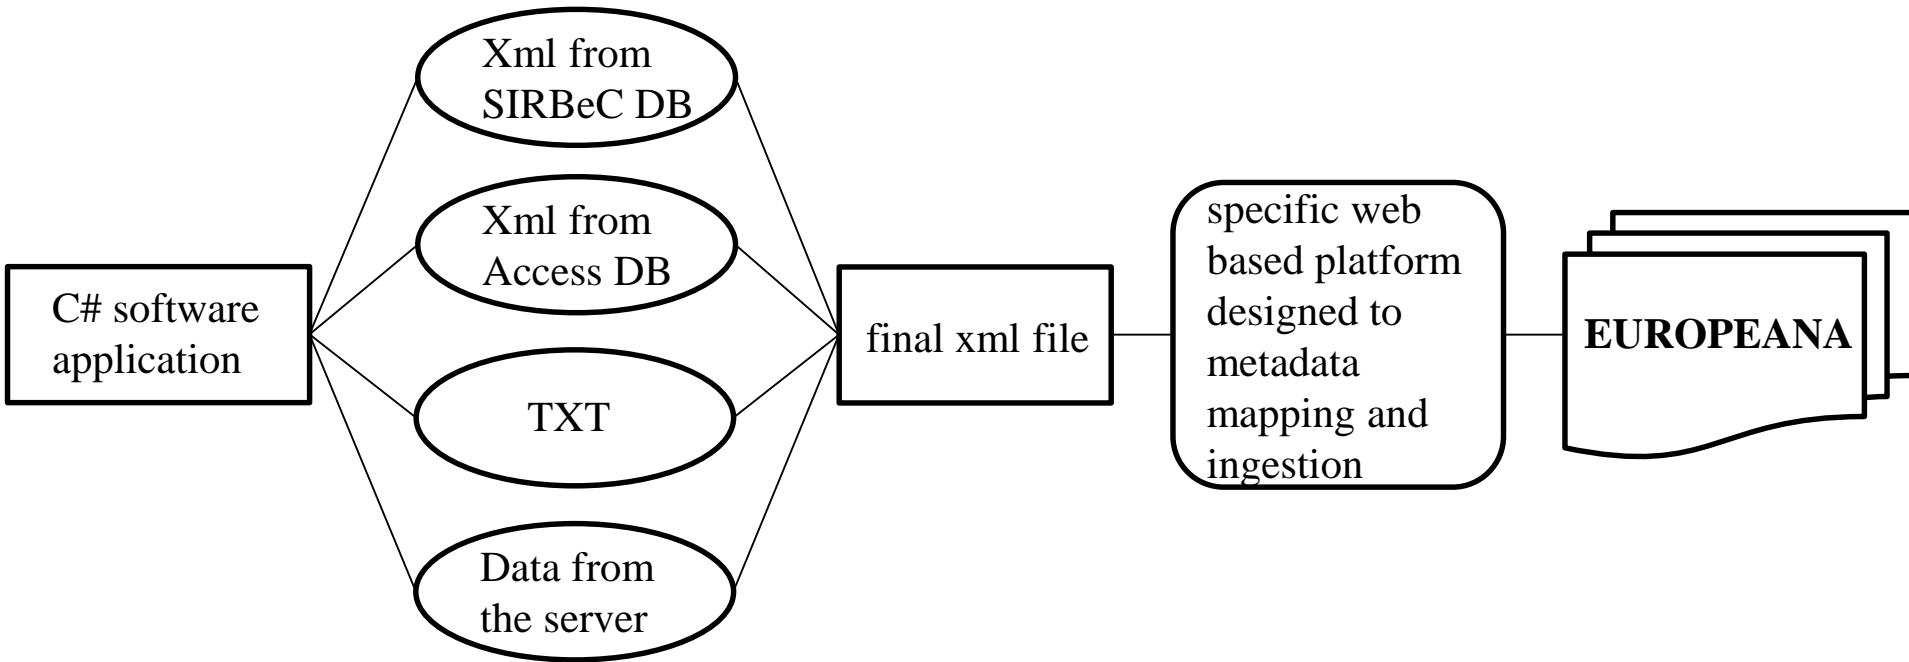 C# software
application
Xml from
SIRBeC DB
Xml from
Access DB
TXT
Data from
the server
final xml file
specific web
based platform
designed to
metadada
mapping and
ingestion
EUROPEANA